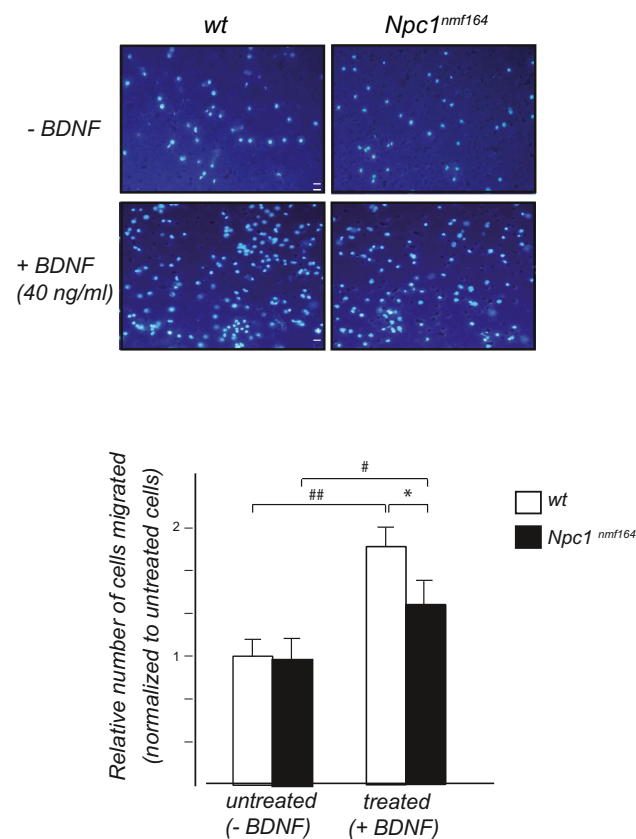 wt
Npc1nmf164
- BDNF
+ BDNF
(40 ng/ml)
Relative number of cells migrated
(normalized to untreated cells)
2
1
##
#
*
wt
Npc1 nmf164
untreated
(- BDNF)
treated
(+ BDNF)